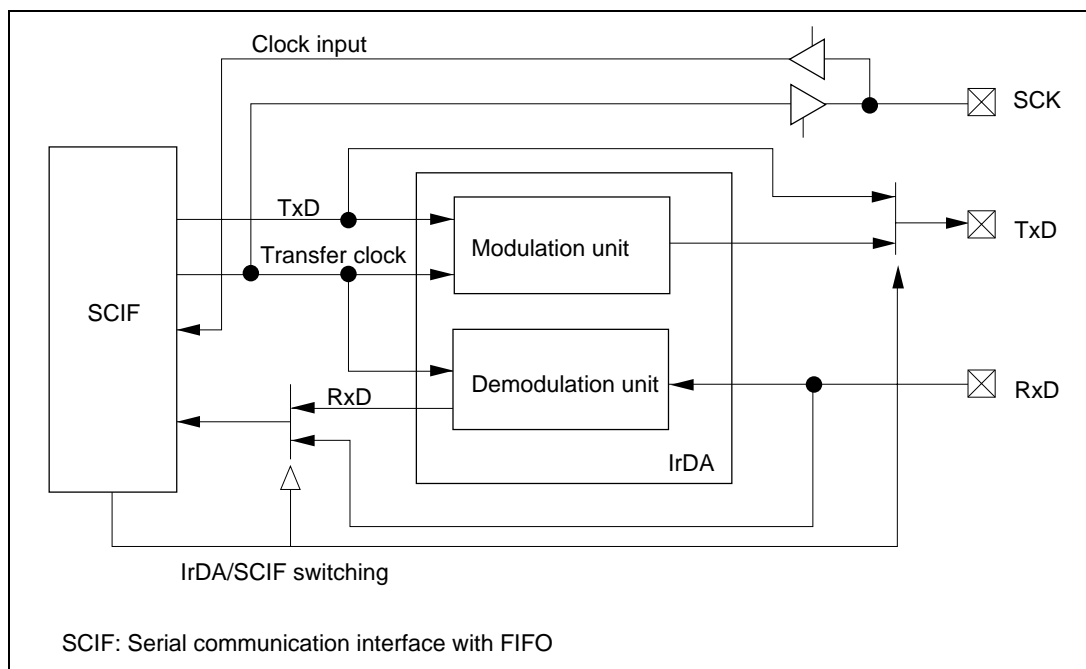 Clock input
SCK
TxD
TxD
Transfer clock
Modulation unit
SCIF
Demodulation unit
RxD
RxD
IrDA
IrDA/SCIF switching
SCIF: Serial communication interface with FIFO